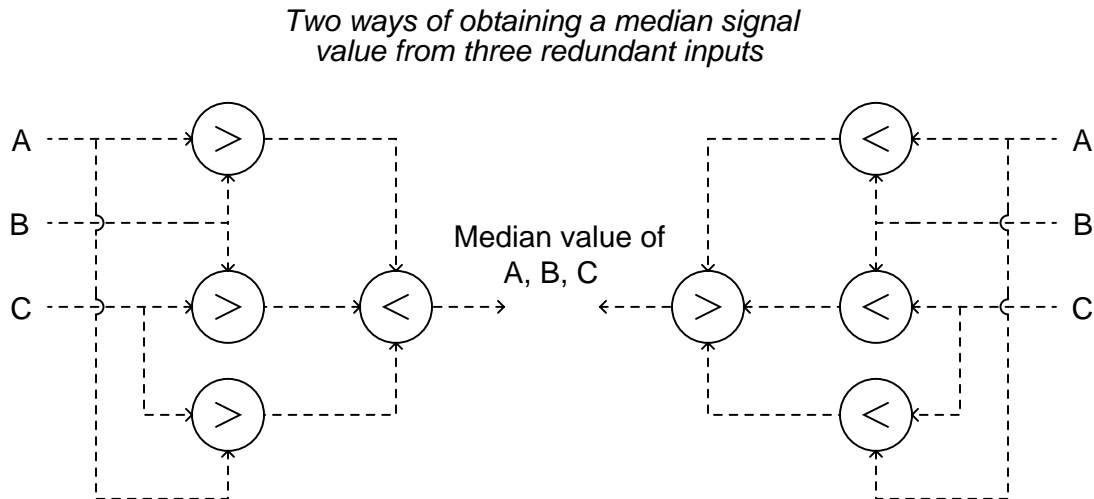 Two ways of obtaining a median signal
value from three redundant inputs
A
>
<
A
B
B
Median value of
A, B, C
C
>
<
>
<
C
>
<